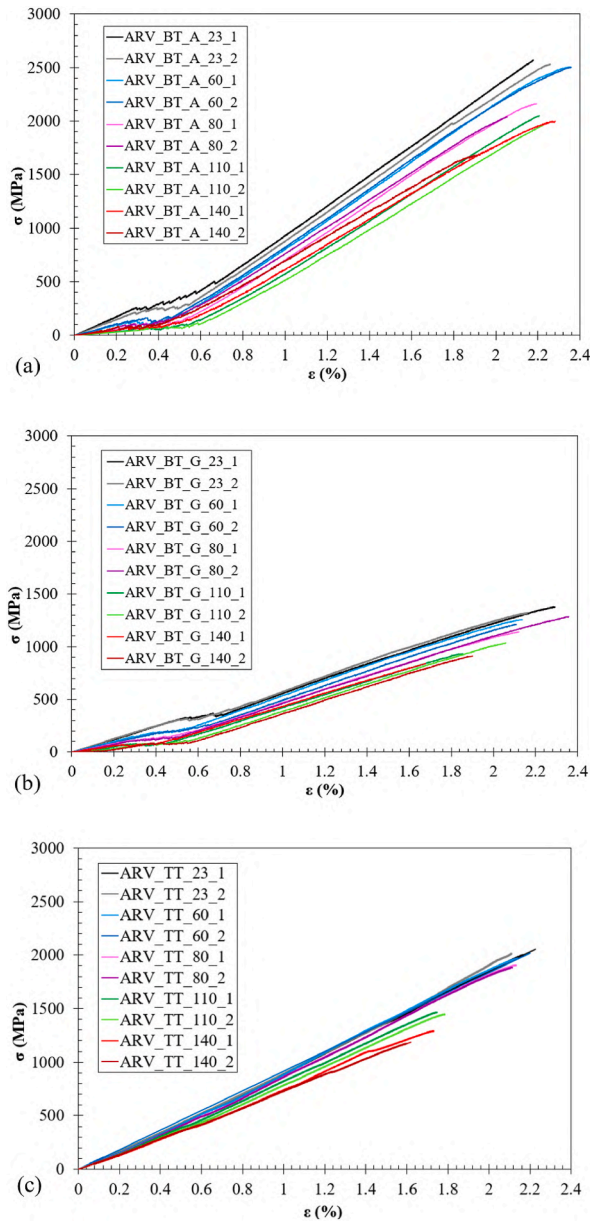 3000
2500
2000
1500
1000
500
0
σ (MPa)
ARV_BT_A_23_1
ARV_BT_A_23_2
ARV_BT_A_60_1
ARV_BT_A_60_2
ARV_BT_A_80_1
ARV_BT_A_80_2
ARV_BT_A_110_1
ARV_BT_A_110_2
ARV_BT_A_140_1
ARV_BT_A_140_2
0 0.2 0.4 0.6 0.8 1 1.2 1.4 1.6 1.8 2 2.2 2.4
ε (%)
(a)
3000
2500
2000
1500
1000
500
0
σ (MPa)
ARV_BT_G_23_1
ARV_BT_G_23_2
ARV_BT_G_60_1
ARV_BT_G_60_2
ARV_BT_G_80_1
ARV_BT_G_80_2
ARV_BT_G_110_1
ARV_BT_G_110_2
ARV_BT_G_140_1
ARV_BT_G_140_2
0 0.2 0.4 0.6 0.8 1 1.2 1.4 1.6 1.8 2 2.2 2.4
ε (%)
(b)
3000
2500
2000
1500
1000
500
0
σ (MPa)
ARV_TT_23_1
ARV_TT_23_2
ARV_TT_60_1
ARV_TT_60_2
ARV_TT_80_1
ARV_TT_80_2
ARV_TT_110_1
ARV_TT_110_2
ARV_TT_140_1
ARV_TT_140_2
0 0.2 0.4 0.6 0.8 1 1.2 1.4 1.6 1.8 2 2.2 2.4
ε (%)
(c)